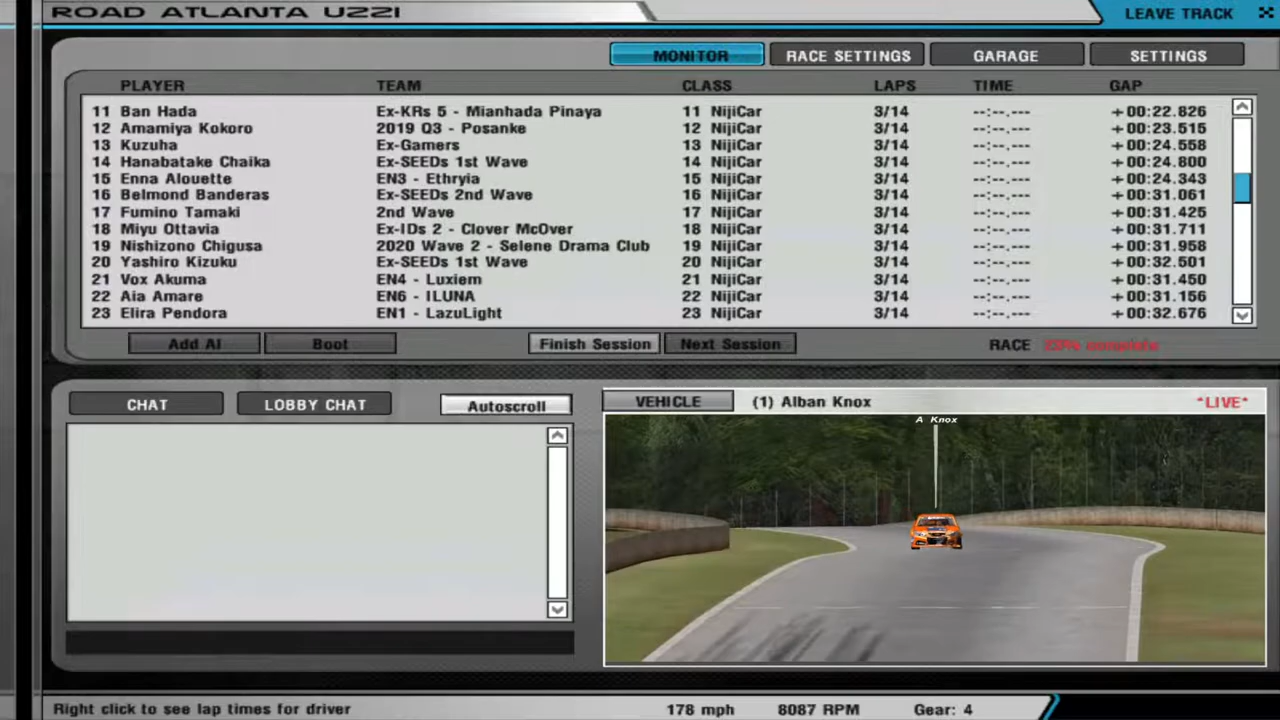 ROAD ATLANTA UZZI LEAVE TRACK
MONITOR RACE SETTINGS GARAGE SETTINGS
PLAYER TEAM CLASS LAPS TIME GAP
11 Ban Hada Ex-KRs 5 - Mianhada Pinaya 11 NijiCar 3/14 --:--.--- +00:22.826
12 Amamiya Kokoro 2019 Q3 - Posanke 12 NijiCar 3/14 --:--.--- +00:23.515
13 Kuzuha Ex-Gamers 13 NijiCar 3/14 --:--.--- +00:24.558
14 Hanabatake Chaika Ex-SEEDs 1st Wave 14 NijiCar 3/14 --:--.--- +00:24.800
15 Enna Alouette EN3 - Ethryia 15 NijiCar 3/14 --:--.--- +00:24.343
16 Belmond Banderas Ex-SEEDs 2nd Wave 16 NijiCar 3/14 --:--.--- +00:31.061
17 Fumino Tamaki 2nd Wave 17 NijiCar 3/14 --:--.--- +00:31.425
18 Miyu Ottavia Ex-IDs 2 - Clover McOver 18 NijiCar 3/14 --:--.--- +00:31.711
19 Nishizono Chigusa 2020 Wave 2 - Selene Drama Club 19 NijiCar 3/14 --:--.--- +00:31.958
20 Yashiro Kizuku Ex-SEEDs 1st Wave 20 NijiCar 3/14 --:--.--- +00:32.501
21 Vox Akuma EN4 - Luxiem 21 NijiCar 3/14 --:--.--- +00:31.450
22 Aia Amare EN6 - ILUNA 22 NijiCar 3/14 --:--.--- +00:31.156
23 Elira Pendora EN1 - LazuLight 23 NijiCar 3/14 --:--.--- +00:32.676
Add AI Boot Finish Session Next Session RACE complete
CHAT LOBBY CHAT Autoscroll VEHICLE (1) Alban Knox *LIVE*
A Knox
Right click to see lap times for driver 178 mph 8087 RPM Gear: 4